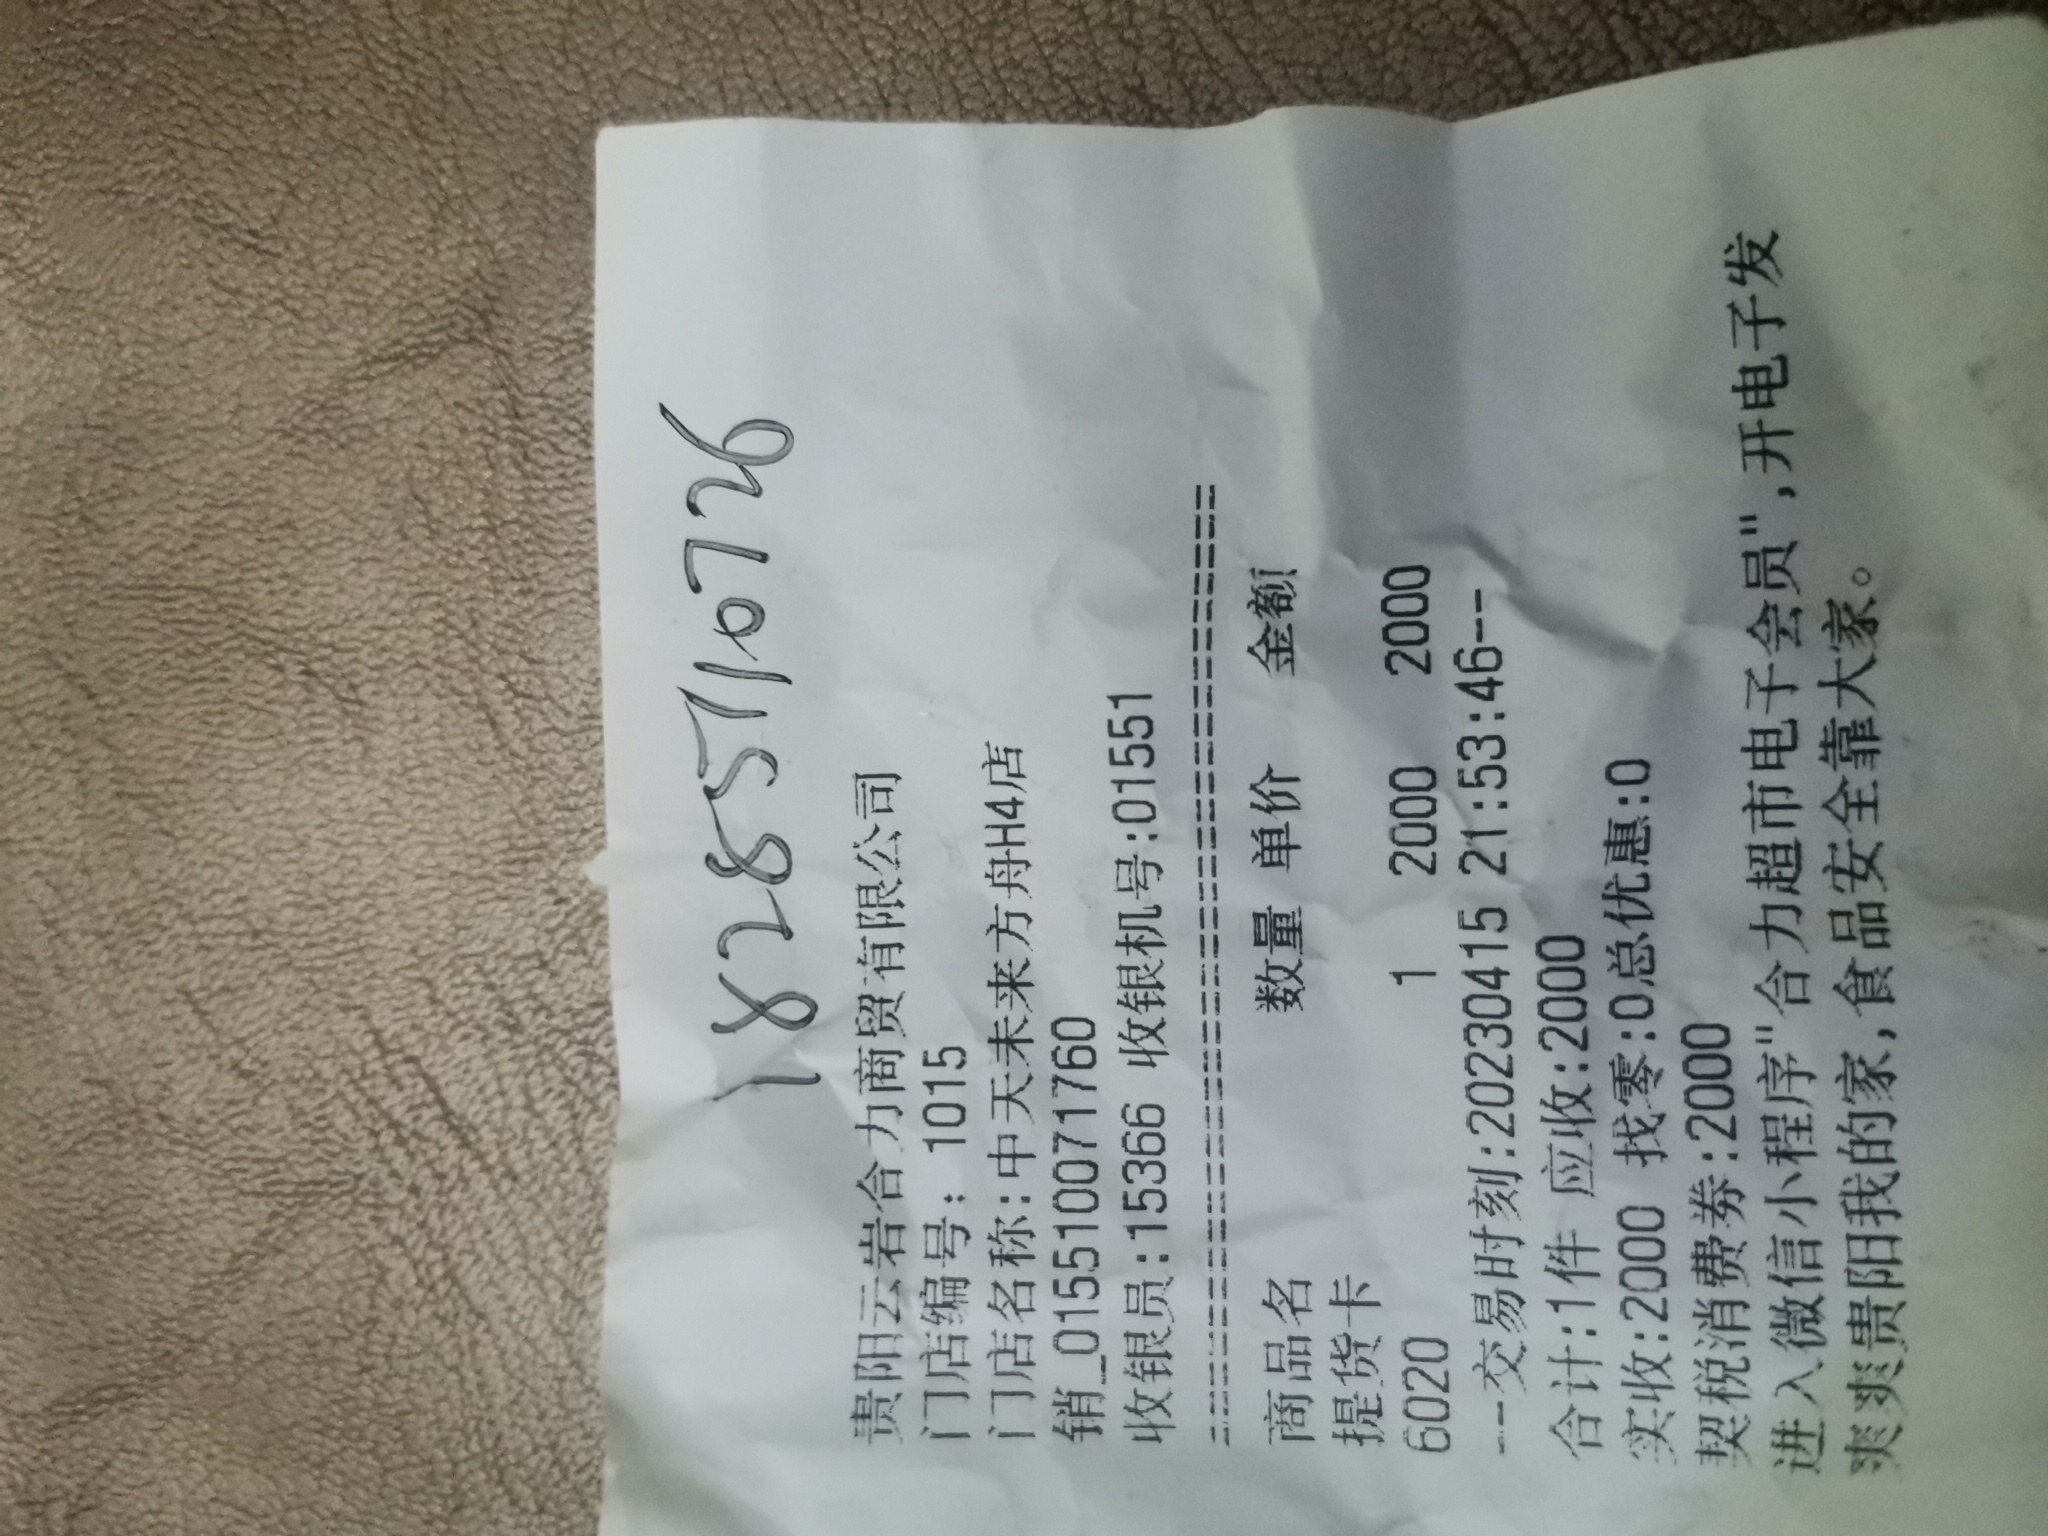 18285710729
贵阳云岩合力商贸有限公司
门店编号: 1015
门店名称:中天未来方舟H4店
销_015510071760
收银员:15366 收银机号:01551
================================
商品名 数量 单价 金额
提货卡
6020 1 2000 2000
--交易时刻:20230415 21:53:46--
合计:1件 应收:2000
实收:2000 找零:0总优惠:0
契税消费券:2000
进入微信小程序"合力超市电子会员",开电子发
爽爽贵阳我的家,食品安全靠大家。